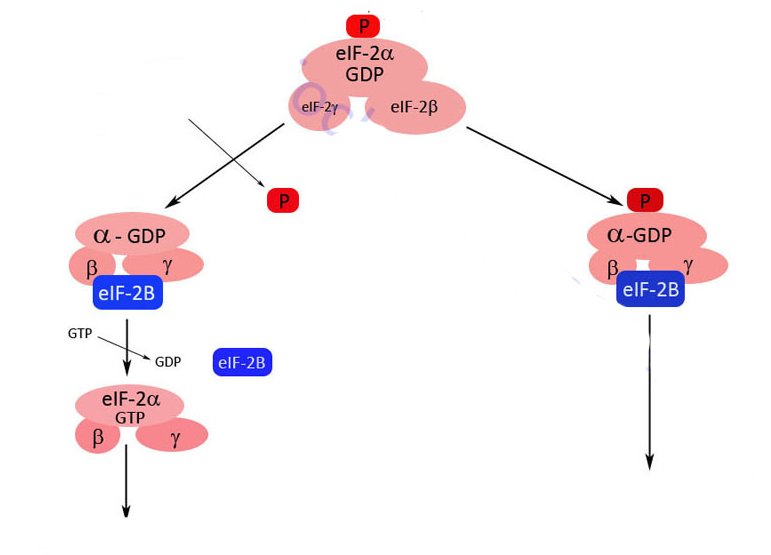 P
eIF-2α
GDP
eIF-2γ
eIF-2β
P
P
α - GDP
β
γ
eIF-2B
α-GDP
β
γ
eIF-2B
GTP
GDP
eIF-2B
eIF-2α
GTP
β
γ